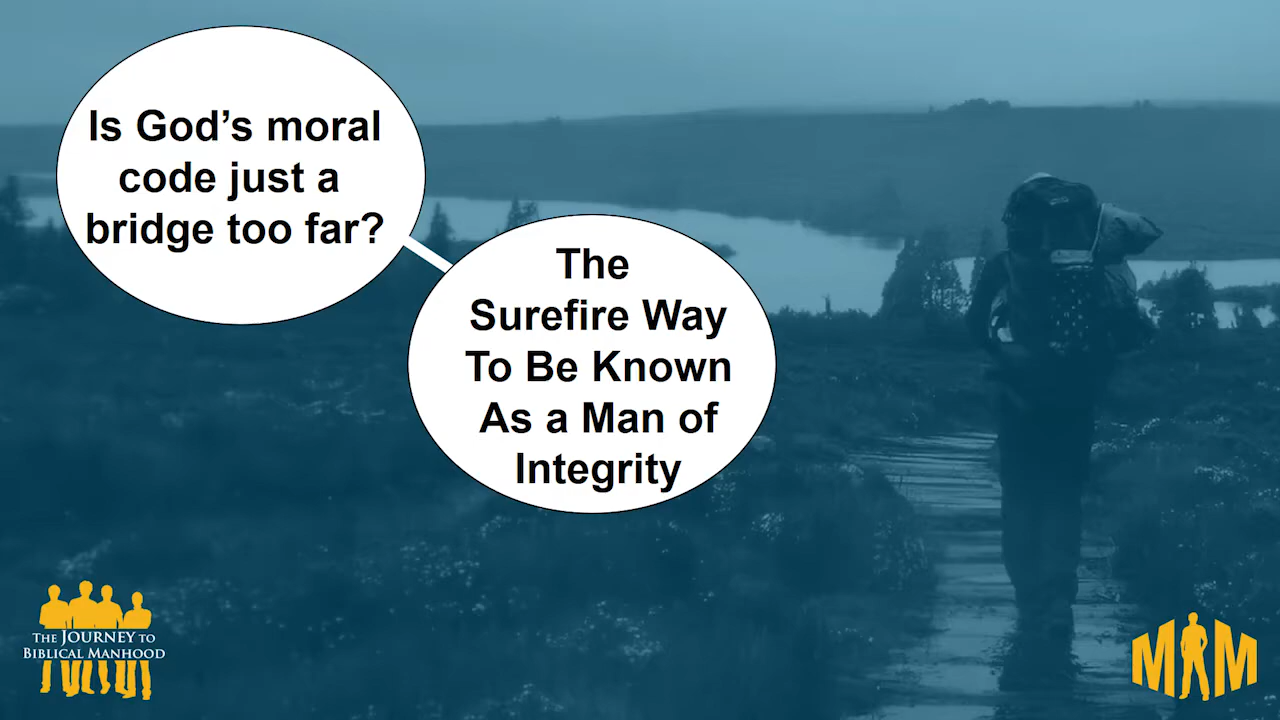 Is God’s moral
code just a
bridge too far?
The
Surefire Way
To Be Known
As a Man of
Integrity
THE JOURNEY TO
BIBLICAL MANHOOD
MIM